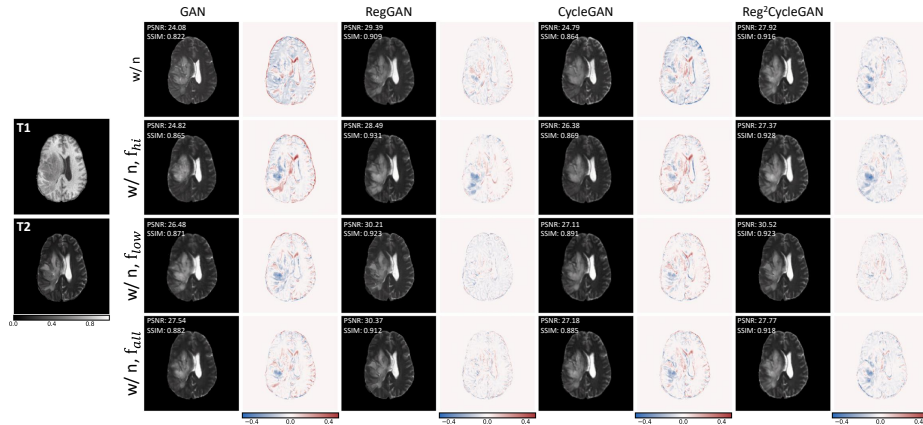 GAN RegGAN CycleGAN Reg²CycleGAN
w/ n
PSNR: 24.08
SSIM: 0.822
PSNR: 29.39
SSIM: 0.909
PSNR: 24.79
SSIM: 0.864
PSNR: 27.92
SSIM: 0.916
T1
w/ n, f_hi
PSNR: 24.82
SSIM: 0.865
PSNR: 28.49
SSIM: 0.931
PSNR: 26.38
SSIM: 0.869
PSNR: 27.37
SSIM: 0.928
T2
w/ n, f_low
PSNR: 26.48
SSIM: 0.871
PSNR: 30.21
SSIM: 0.923
PSNR: 27.11
SSIM: 0.891
PSNR: 30.52
SSIM: 0.923
0.0 0.4 0.8
w/ n, f_all
PSNR: 27.54
SSIM: 0.882
PSNR: 30.37
SSIM: 0.912
PSNR: 27.18
SSIM: 0.885
PSNR: 27.77
SSIM: 0.918
−0.4 0.0 0.4
−0.4 0.0 0.4
−0.4 0.0 0.4
−0.4 0.0 0.4